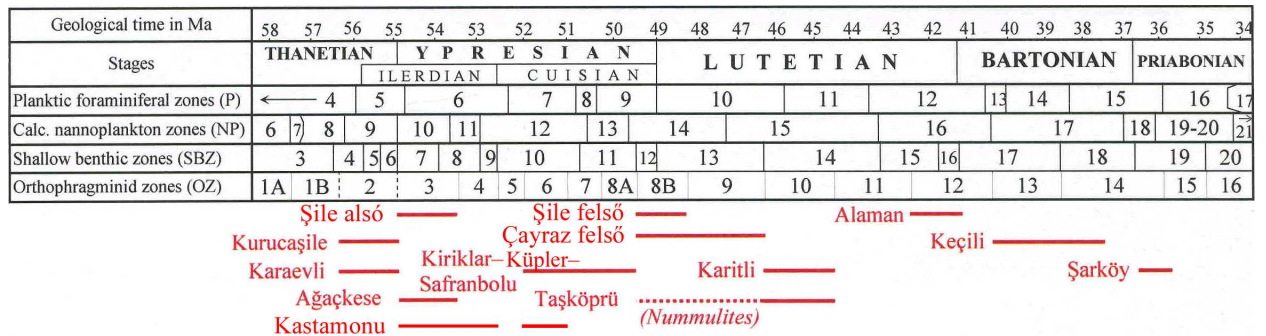 Geological time in Ma 58 57 56 55 54 53 52 51 50 49 48 47 46 45 44 43 42 41 40 39 38 37 36 35 34
Stages THANETIAN YPRESIAN LUTETIAN BARTONIAN PRIABONIAN
ILERDIAN CUISIAN
Planktic foraminiferal zones (P) ← 4 5 6 7 8 9 10 11 12 13 14 15 16 17
Calc. nannoplankton zones (NP) 6 7 8 9 10 11 12 13 14 15 16 17 18 19-20 21
Shallow benthic zones (SBZ) 3 4 5 6 7 8 9 10 11 12 13 14 15 16 17 18 19 20
Orthophragminid zones (OZ) 1A 1B 2 3 4 5 6 7 8A 8B 9 10 11 12 13 14 15 16
Şile alsó Şile felső Alaman
Kurucaşile Çayraz felső Keçili
Karaevli Kiriklar–Küpler– Karitli Şarköy
Safranbolu
Ağaçkese Taşköprü (Nummulites)
Kastamonu